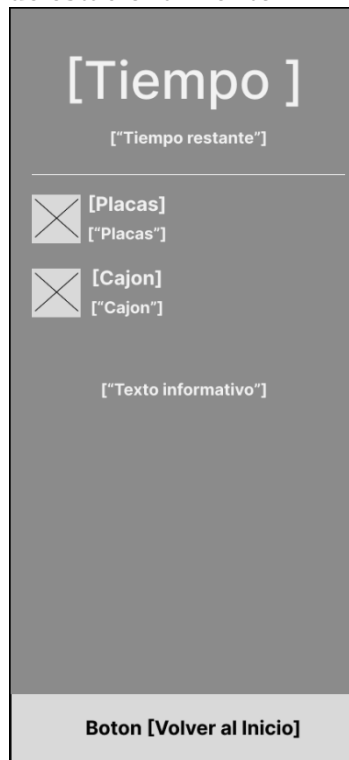 [Tiempo ]
["Tiempo restante"]
[Placas]
["Placas"]
[Cajon]
["Cajon"]
["Texto informativo"]
Boton [Volver al Inicio]